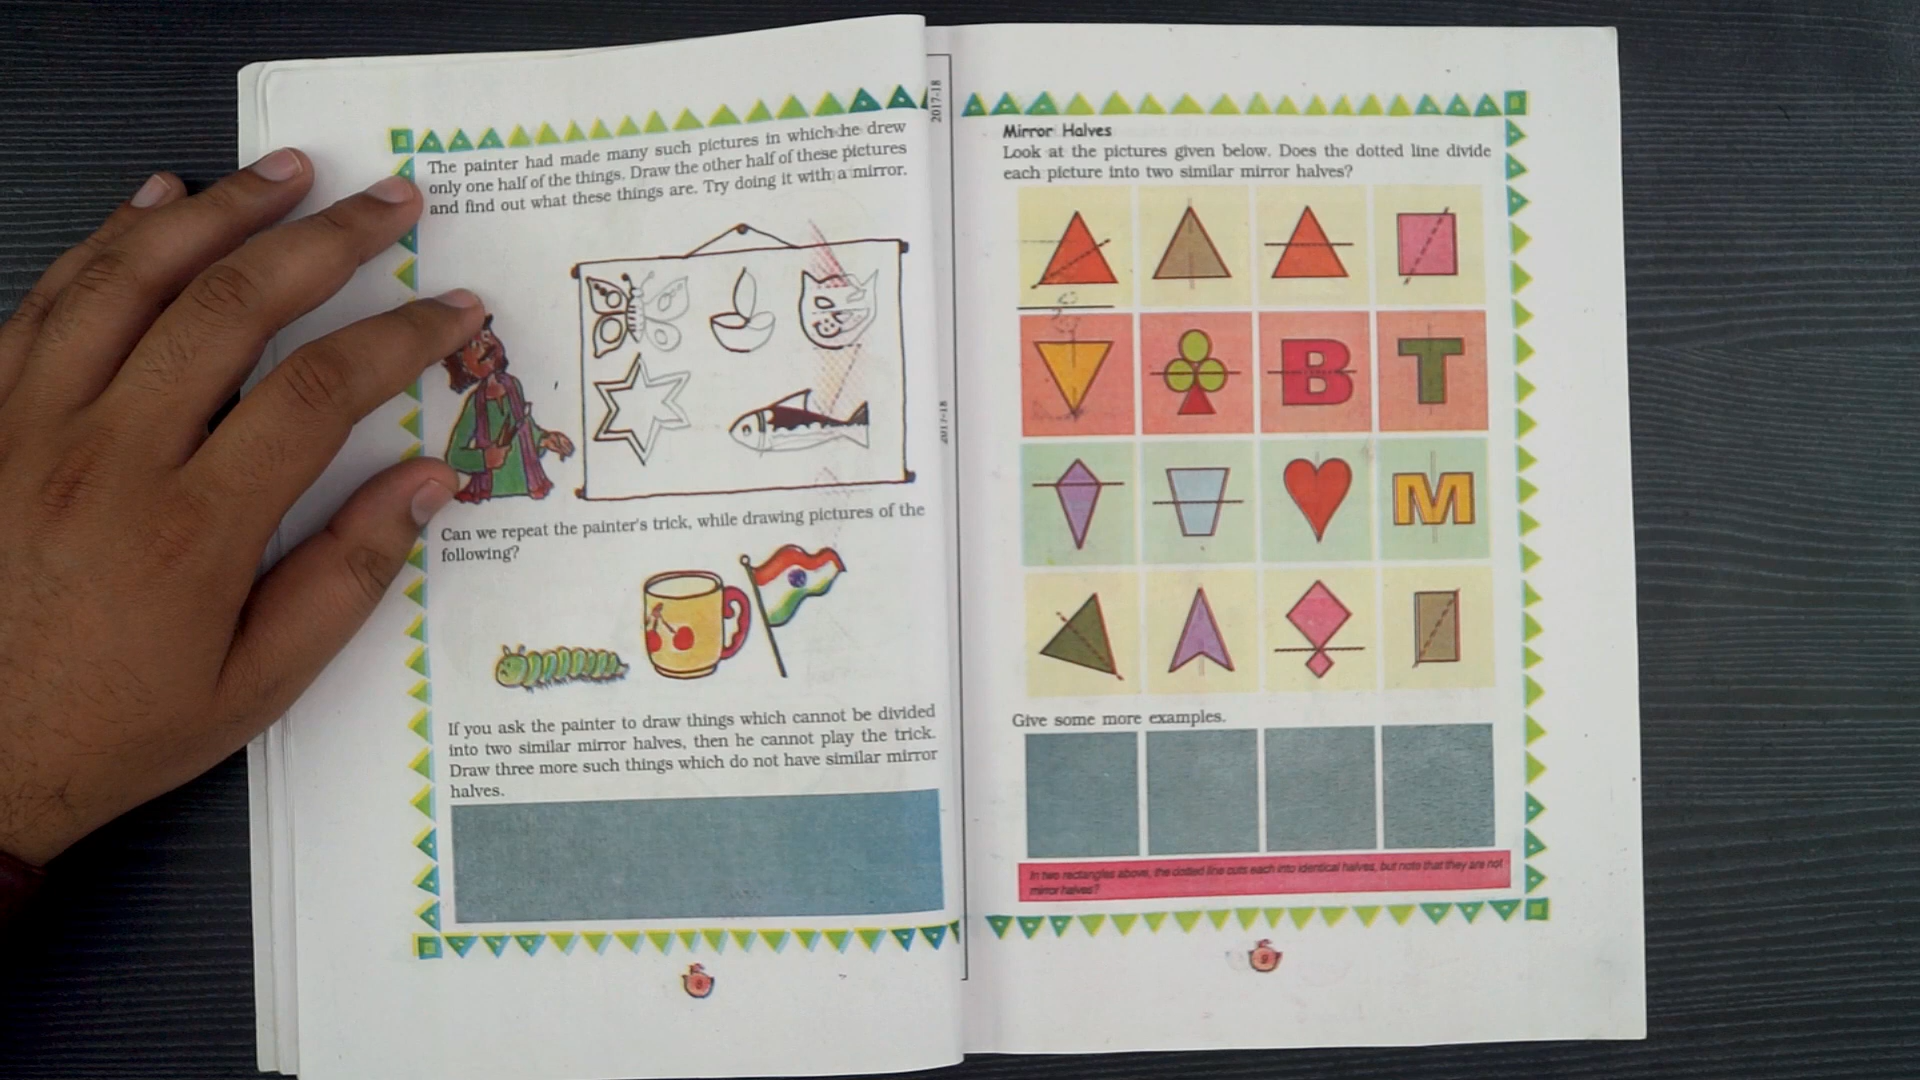 The painter had made many such pictures in which he drew
only one half of the things. Draw the other half of these pictures
and find out what these things are. Try doing it with a mirror.
Can we repeat the painter's trick, while drawing pictures of the
following?
If you ask the painter to draw things which cannot be divided
into two similar mirror halves, then he cannot play the trick.
Draw three more such things which do not have similar mirror
halves.
8
2017-18
2017-18
Mirror Halves
Look at the pictures given below. Does the dotted line divide
each picture into two similar mirror halves?
B T
M
Give some more examples.
In two rectangles above, the dotted line cuts each into identical halves, but note that they are not
mirror halves?
9